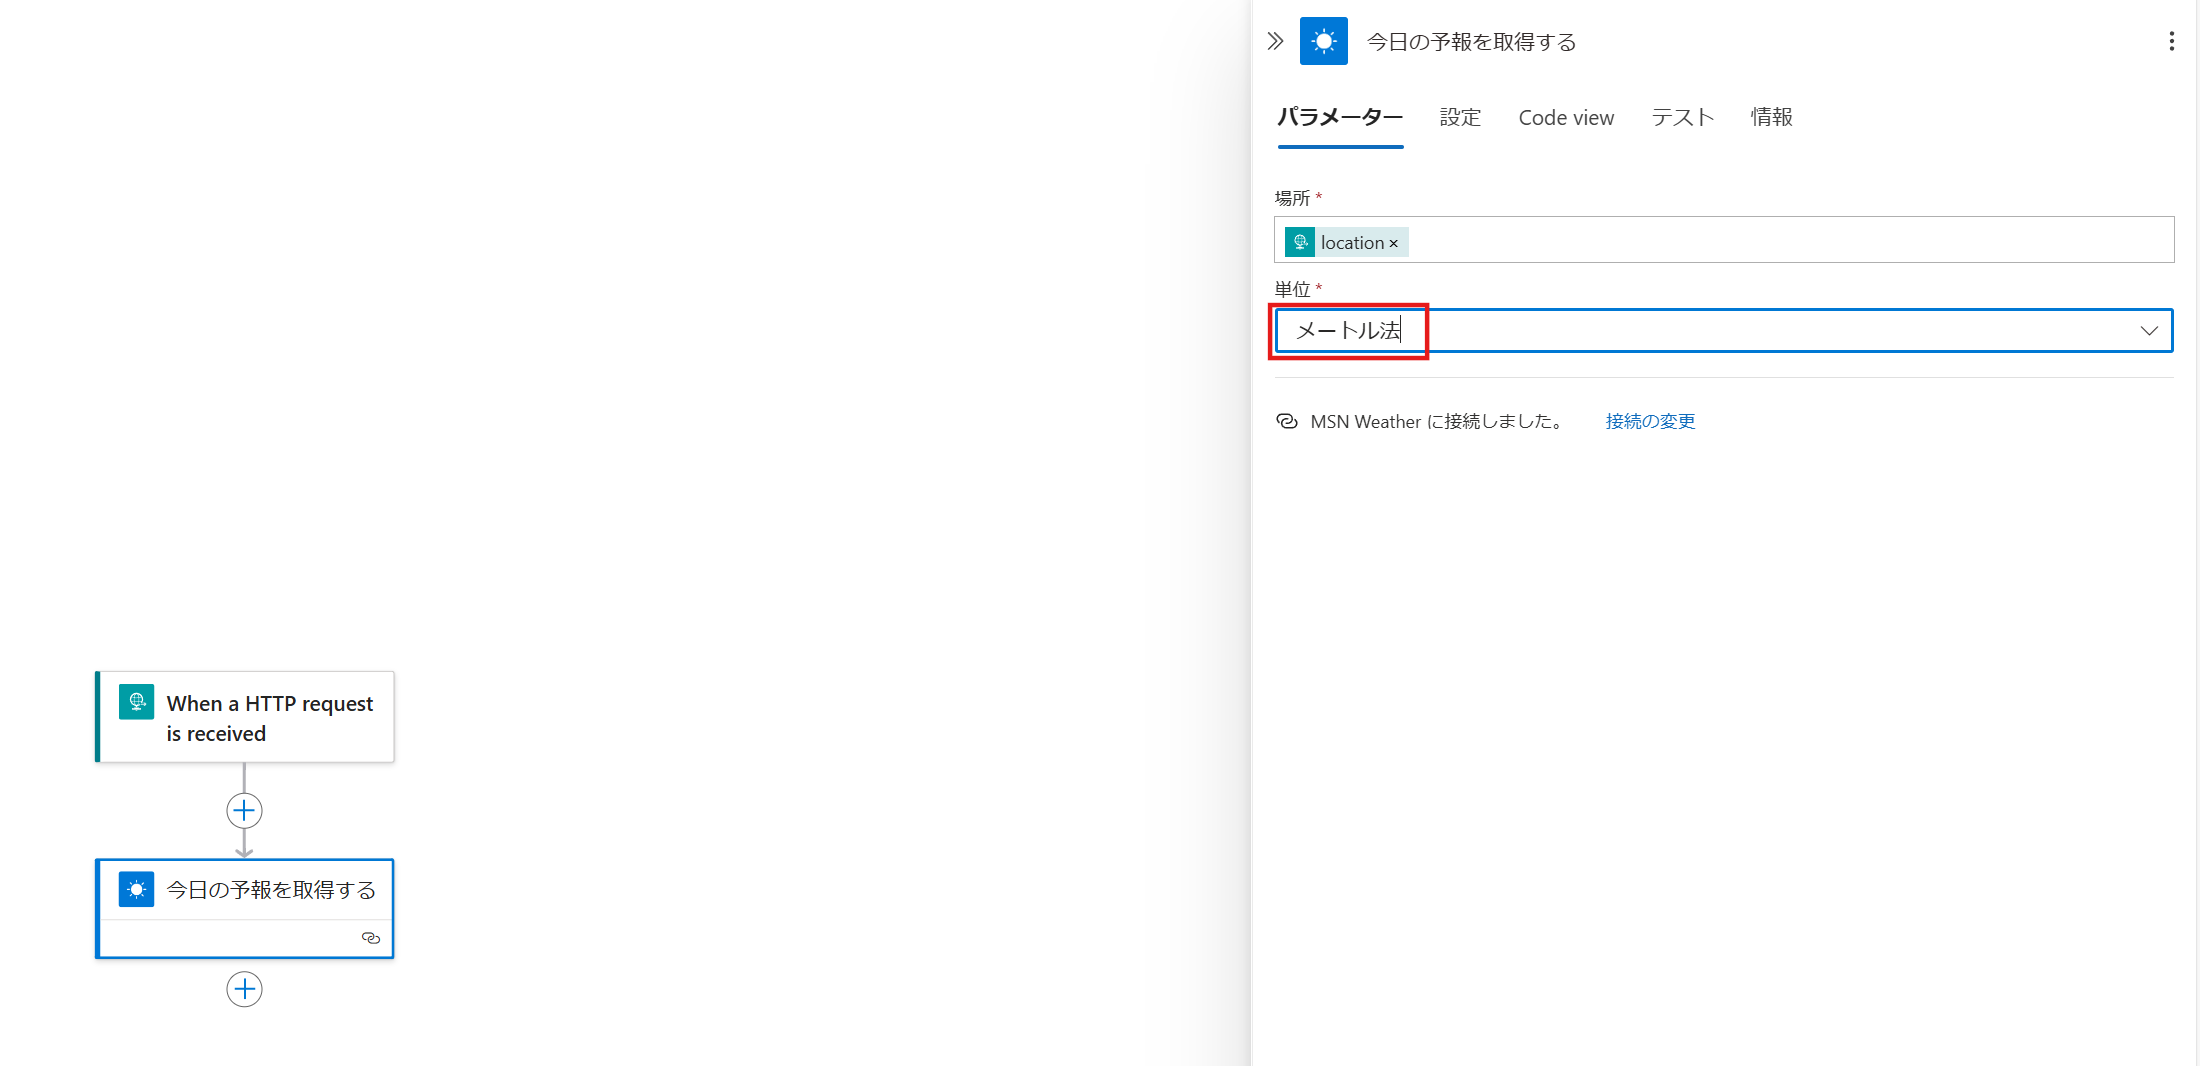 今日の予報を取得する
パラメーター 設定 Code view テスト 情報
場所 *
location ×
単位 *
メートル法
MSN Weather に接続しました。 接続の変更
When a HTTP request
is received
今日の予報を取得する